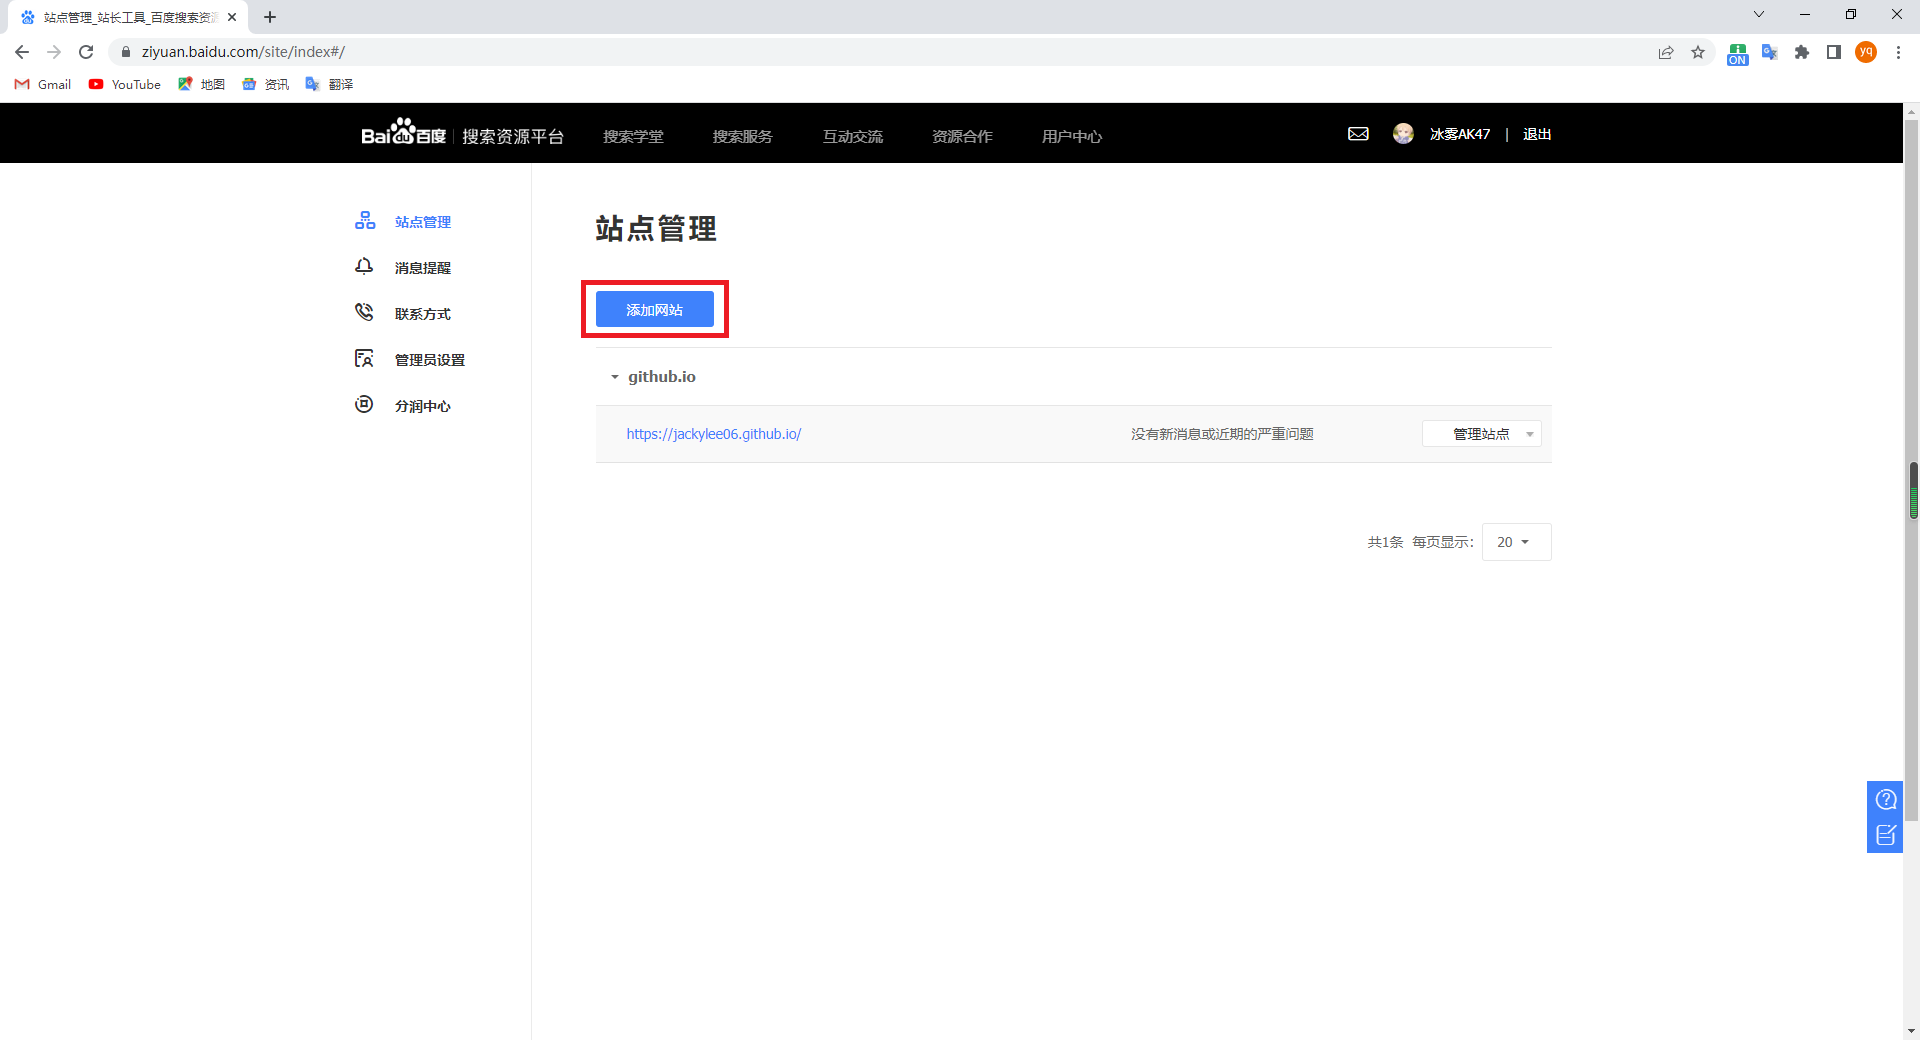 站点管理_站长工具_百度搜索资源
ziyuan.baidu.com/site/index#/
ON
yq
Gmail
YouTube
地图
资讯
翻译
Bai du 百度 | 搜索资源平台
搜索学堂
搜索服务
互动交流
资源合作
用户中心
冰雾AK47 | 退出
站点管理
消息提醒
联系方式
管理员设置
分润中心
站点管理
添加网站
github.io
https://jackylee06.github.io/
没有新消息或近期的严重问题
管理站点
共1条 每页显示:
20